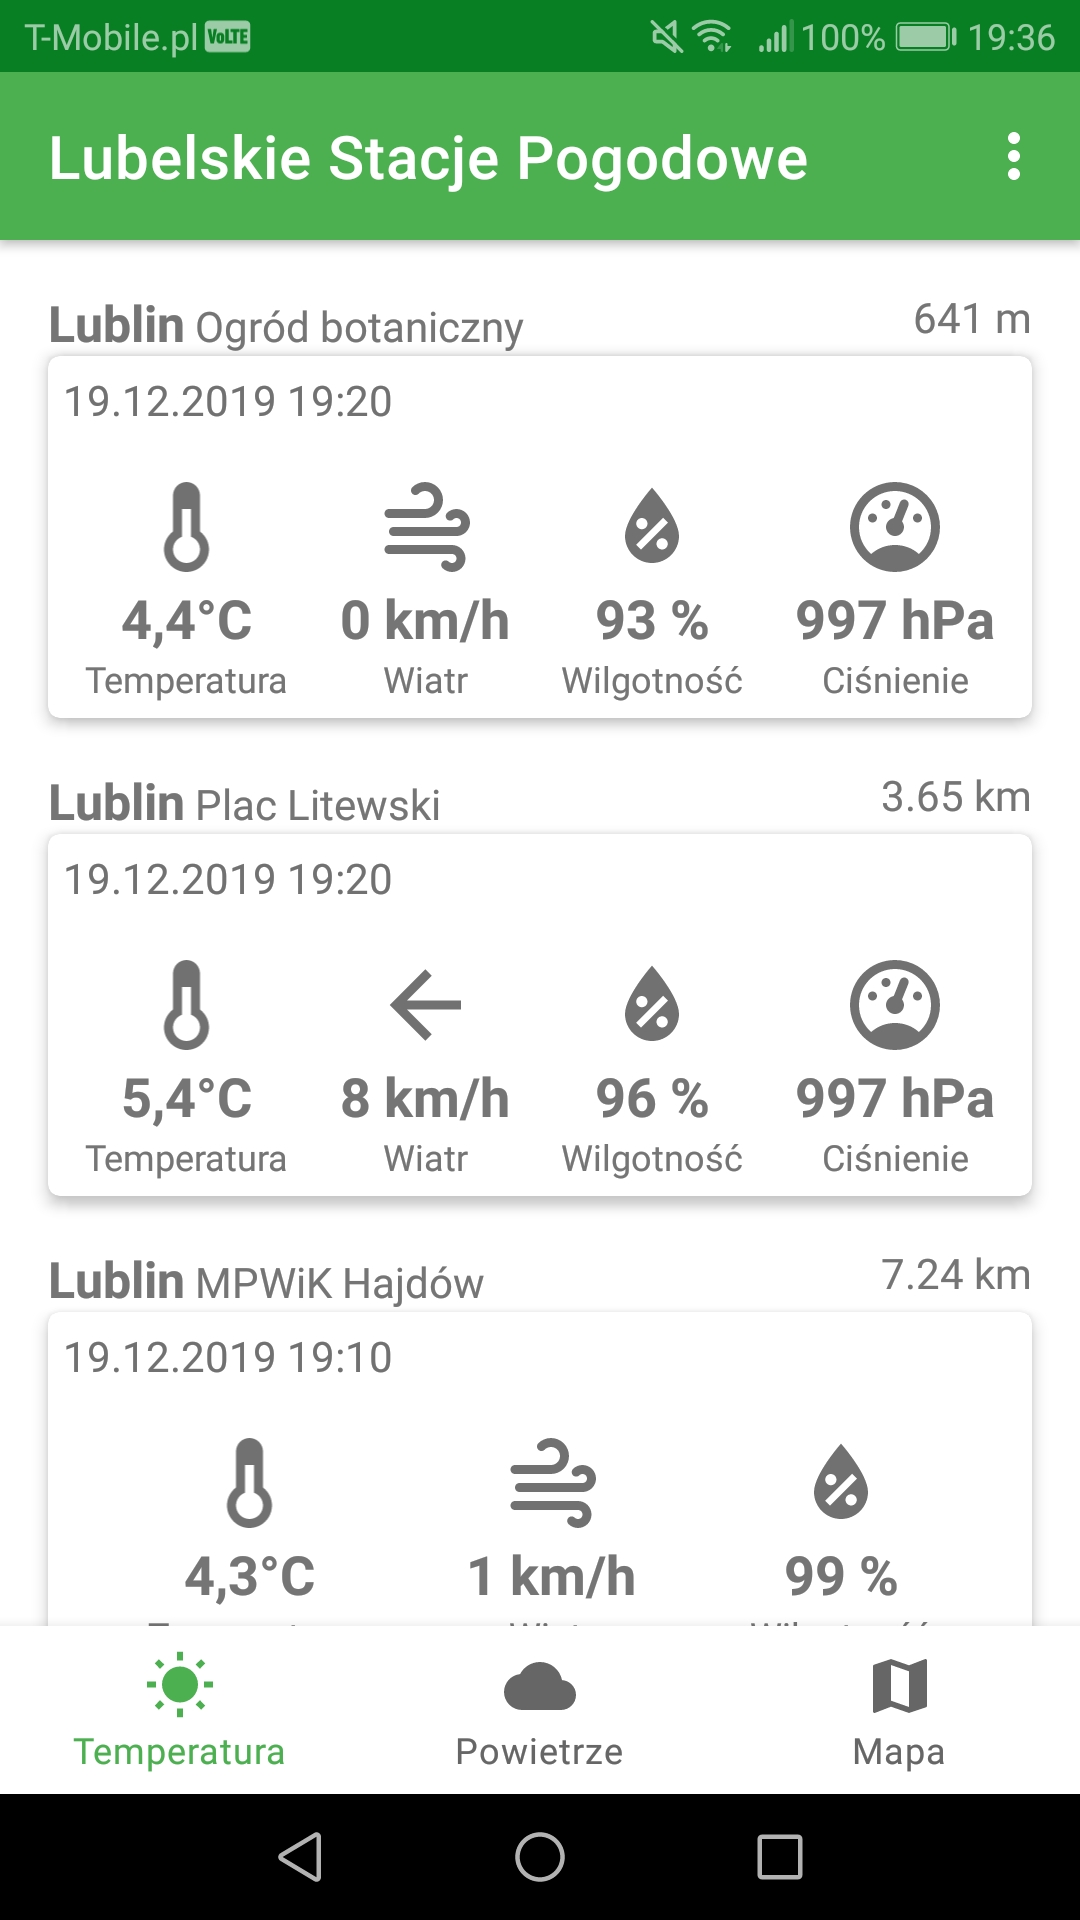 T-Mobile.pl VoLTE 100% 19:36
Lubelskie Stacje Pogodowe
Lublin Ogród botaniczny 641 m
19.12.2019 19:20
4,4°C 0 km/h 93 % 997 hPa
Temperatura Wiatr Wilgotność Ciśnienie
Lublin Plac Litewski 3.65 km
19.12.2019 19:20
5,4°C 8 km/h 96 % 997 hPa
Temperatura Wiatr Wilgotność Ciśnienie
Lublin MPWiK Hajdów 7.24 km
19.12.2019 19:10
4,3°C 1 km/h 99 %
Temperatura Powietrze Mapa